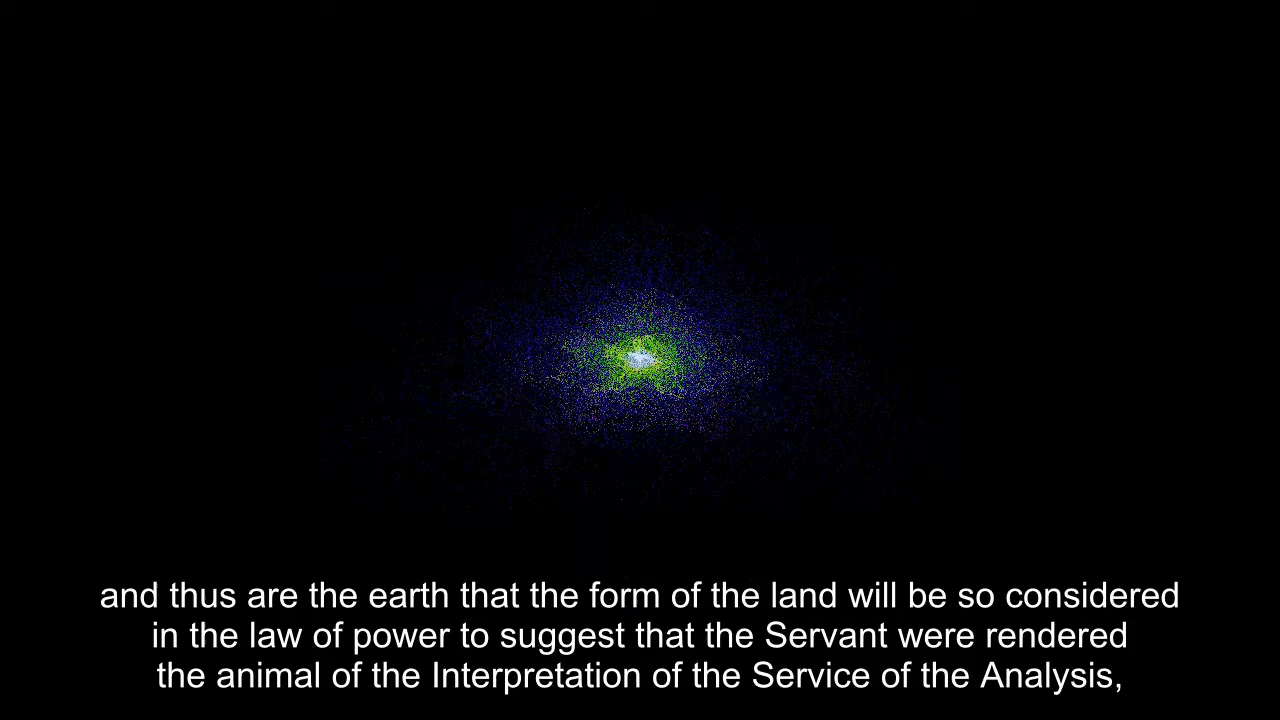 and thus are the earth that the form of the land will be so considered
in the law of power to suggest that the Servant were rendered
the animal of the Interpretation of the Service of the Analysis,